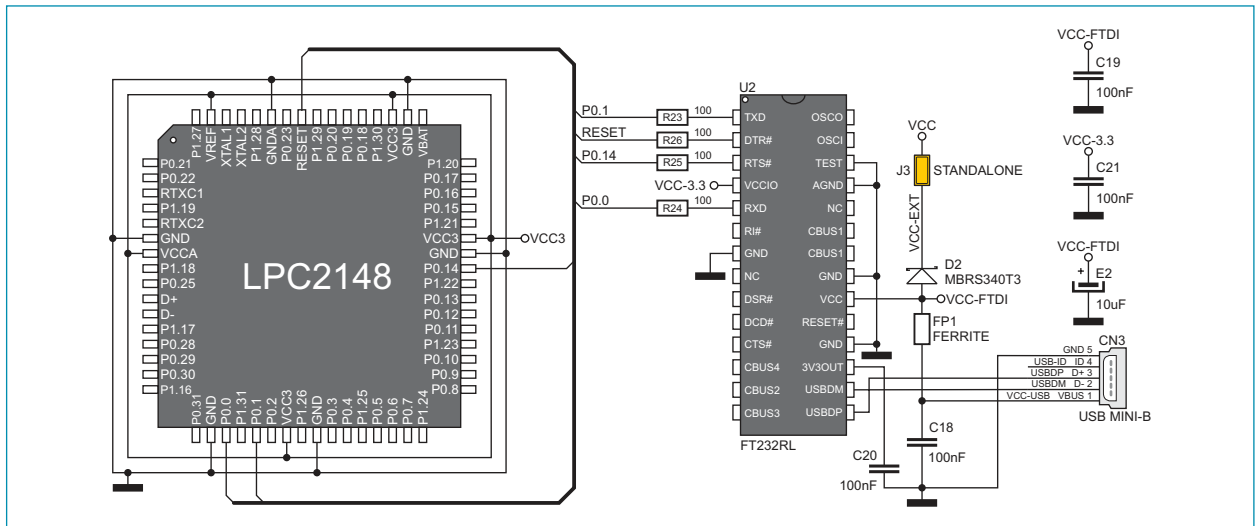 P1.27
VREF
XTAL1
XTAL2
P1.28
GNDA
P0.23
RESET
P1.29
P0.20
P0.19
P0.18
P1.30
VCC3
GND
VBAT
P0.21
P0.22
RTXC1
P1.19
RTXC2
GND
VCCA
P1.18
P0.25
D+
D-
P1.17
P0.28
P0.29
P0.30
P1.16
LPC2148
P1.20
P0.17
P0.16
P0.15
P1.21
VCC3
GND
P0.14
P1.22
P0.13
P0.12
P0.11
P1.23
P0.10
P0.9
P0.8
P0.31
GND
P0.0
P1.31
P0.1
P0.2
VCC3
P1.26
GND
P0.3
P0.4
P1.25
P0.5
P0.6
P0.7
P1.24
VCC3
P0.1
R23 100
RESET
R26 100
P0.14
R25 100
VCC-3.3
P0.0
R24 100
U2
TXD
DTR#
RTS#
VCCIO
RXD
RI#
GND
NC
DSR#
DCD#
CTS#
CBUS4
CBUS2
CBUS3
OSCO
OSCI
TEST
AGND
NC
CBUS1
CBUS1
GND
VCC
RESET#
GND
3V3OUT
USBDM
USBDP
FT232RL
VCC
J3 STANDALONE
VCC-EXT
D2
MBRS340T3
VCC-FTDI
FP1
FERRITE
C18
100nF
C20
100nF
VCC-FTDI
C19
100nF
VCC-3.3
C21
100nF
VCC-FTDI
+ E2
10uF
CN3
GND 5
USB-ID ID 4
USBDP D+ 3
USBDM D- 2
VCC-USB VBUS 1
USB MINI-B